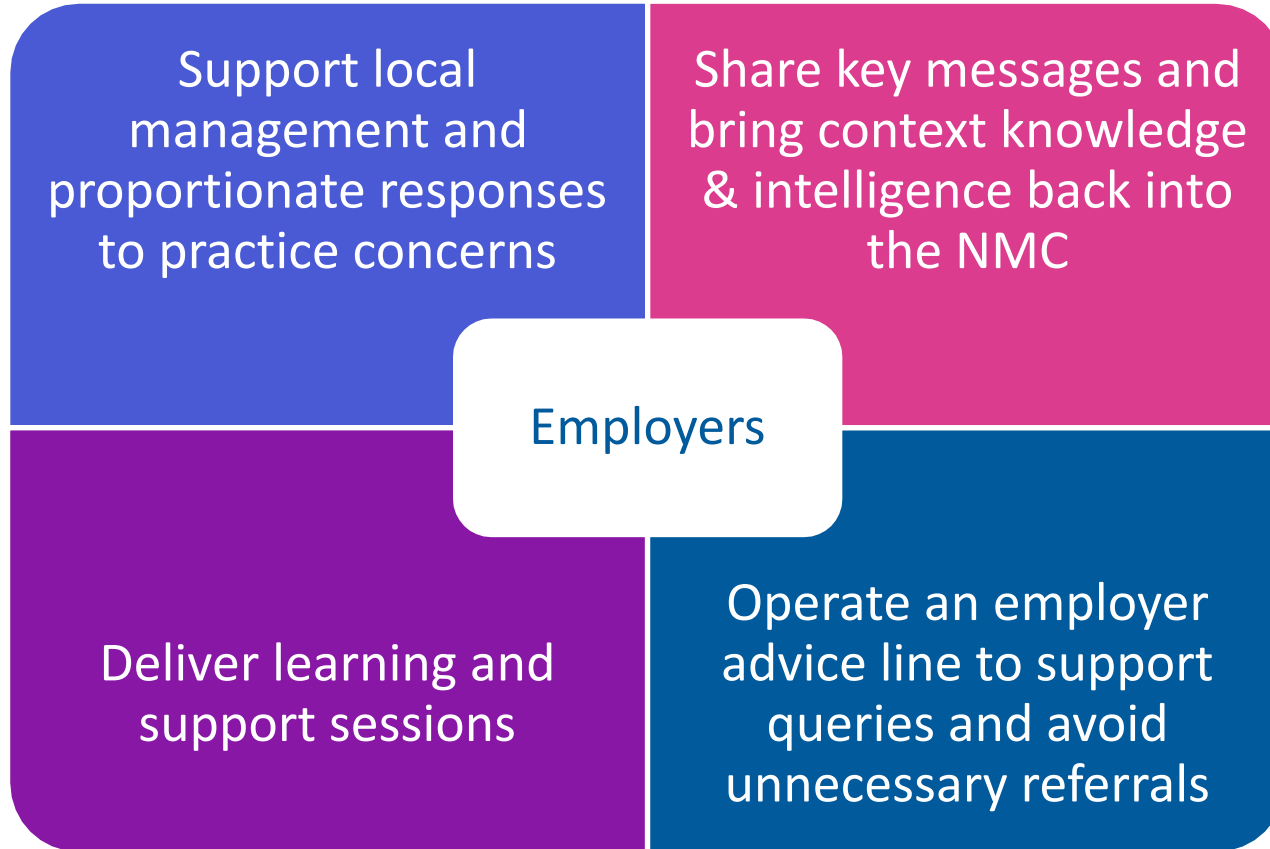 Support local
management and
proportionate responses
to practice concerns
Share key messages and
bring context knowledge
& intelligence back into
the NMC
Employers
Deliver learning and
support sessions
Operate an employer
advice line to support
queries and avoid
unnecessary referrals